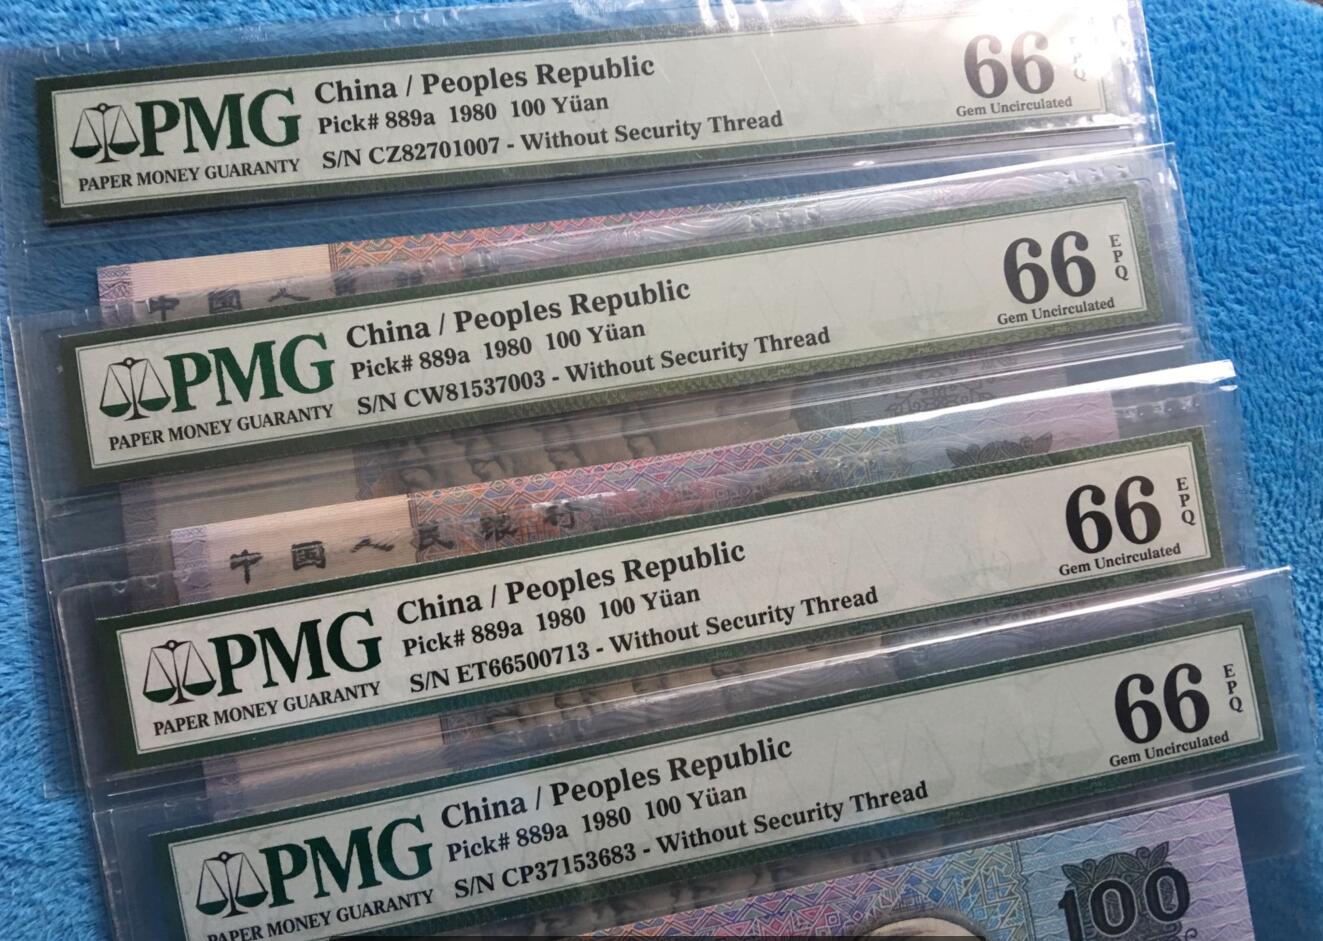 PMG
PAPER MONEY GUARANTY
China / Peoples Republic
Pick# 889a 1980 100 Yüan
S/N CZ82701007 - Without Security Thread
66
EPQ
Gem Uncirculated
中国人民
PMG
PAPER MONEY GUARANTY
China / Peoples Republic
Pick# 889a 1980 100 Yüan
S/N CW81537003 - Without Security Thread
66
EPQ
Gem Uncirculated
中国人民银行
PMG
PAPER MONEY GUARANTY
China / Peoples Republic
Pick# 889a 1980 100 Yüan
S/N ET66500713 - Without Security Thread
66
EPQ
Gem Uncirculated
PMG
PAPER MONEY GUARANTY
China / Peoples Republic
Pick# 889a 1980 100 Yüan
S/N CP37153683 - Without Security Thread
66
EPQ
Gem Uncirculated
100